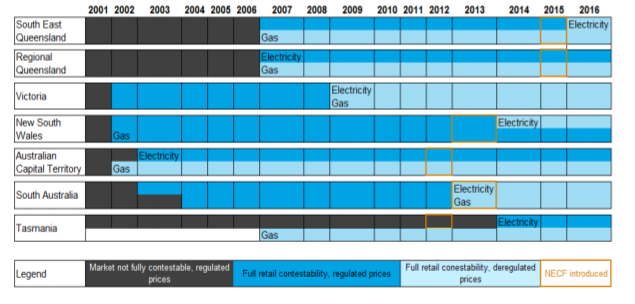 2001 2002 2003 2004 2005 2006 2007 2008 2009 2010 2011 2012 2013 2014 2015 2016
South East
Queensland
Electricity
Gas
Regional
Queensland
Electricity
Gas
Victoria
Electricity
Gas
New South
Wales
Electricity
Gas
Australian
Capital Territory
Electricity
Gas
South Australia
Electricity
Gas
Tasmania
Electricity
Gas
Legend
Market not fully contestable, regulated
prices
Full retail contestability, regulated prices
Full retail conestability, deregulated
prices
NECF introduced